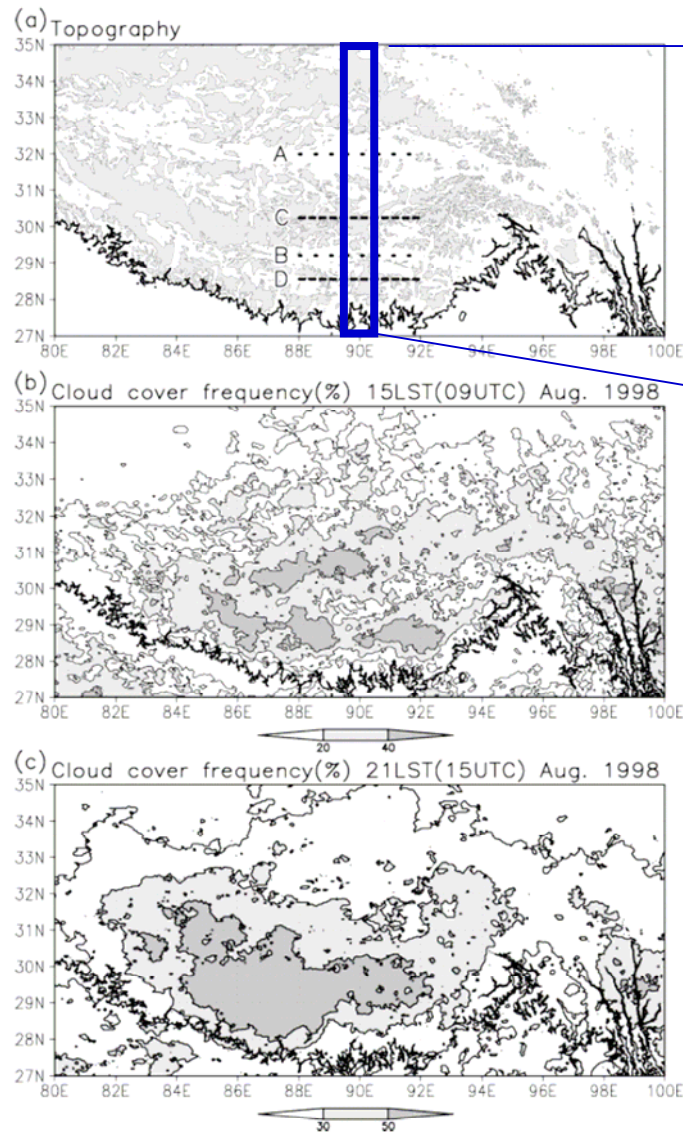 (a) Topography
35N
34N
33N
32N
31N
30N
29N
28N
27N
A
C
B
D
80E 82E 84E 86E 88E 90E 92E 94E 96E 98E 100E
(b) Cloud cover frequency(%) 15LST(09UTC) Aug. 1998
35N
34N
33N
32N
31N
30N
29N
28N
27N
80E 82E 84E 86E 88E 90E 92E 94E 96E 98E 100E
20 40
(c) Cloud cover frequency(%) 21LST(15UTC) Aug. 1998
35N
34N
33N
32N
31N
30N
29N
28N
27N
80E 82E 84E 86E 88E 90E 92E 94E 96E 98E 100E
30 50